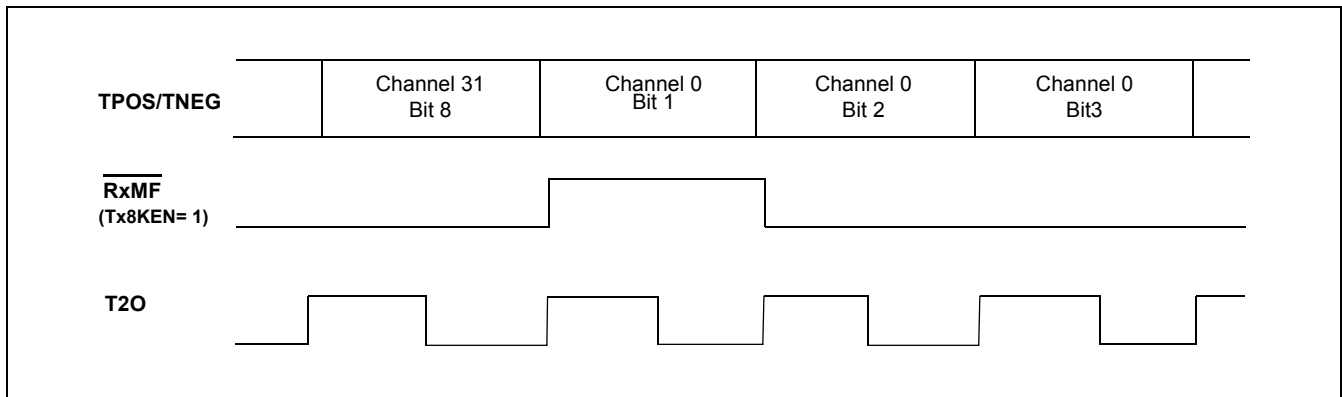 TPOS/TNEG
Channel 31
Bit 8
Channel 0
Bit 1
Channel 0
Bit 2
Channel 0
Bit3
RxMF
(Tx8KEN= 1)
T2O